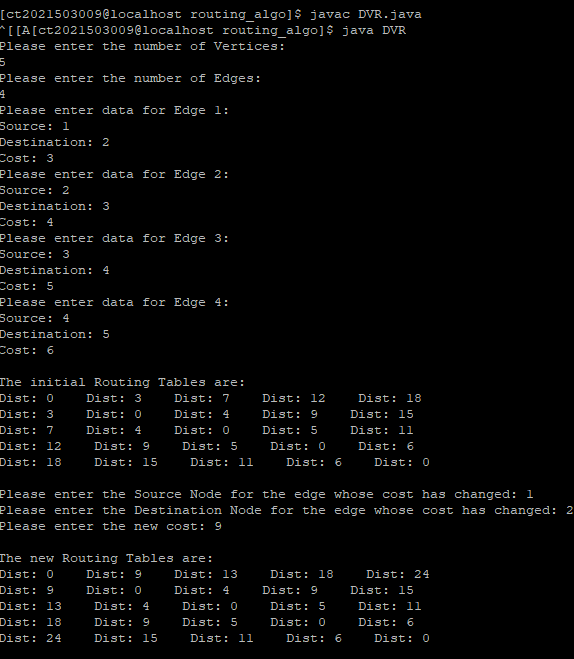 [ct2021503009@localhost routing_algo]$ javac DVR.java
^[[A[ct2021503009@localhost routing_algo]$ java DVR
Please enter the number of Vertices:
5
Please enter the number of Edges:
4
Please enter data for Edge 1:
Source: 1
Destination: 2
Cost: 3
Please enter data for Edge 2:
Source: 2
Destination: 3
Cost: 4
Please enter data for Edge 3:
Source: 3
Destination: 4
Cost: 5
Please enter data for Edge 4:
Source: 4
Destination: 5
Cost: 6
The initial Routing Tables are:
Dist: 0    Dist: 3    Dist: 7    Dist: 12    Dist: 18
Dist: 3    Dist: 0    Dist: 4    Dist: 9    Dist: 15
Dist: 7    Dist: 4    Dist: 0    Dist: 5    Dist: 11
Dist: 12    Dist: 9    Dist: 5    Dist: 0    Dist: 6
Dist: 18    Dist: 15    Dist: 11    Dist: 6    Dist: 0
Please enter the Source Node for the edge whose cost has changed: 1
Please enter the Destination Node for the edge whose cost has changed: 2
Please enter the new cost: 9
The new Routing Tables are:
Dist: 0    Dist: 9    Dist: 13    Dist: 18    Dist: 24
Dist: 9    Dist: 0    Dist: 4    Dist: 9    Dist: 15
Dist: 13    Dist: 4    Dist: 0    Dist: 5    Dist: 11
Dist: 18    Dist: 9    Dist: 5    Dist: 0    Dist: 6
Dist: 24    Dist: 15    Dist: 11    Dist: 6    Dist: 0